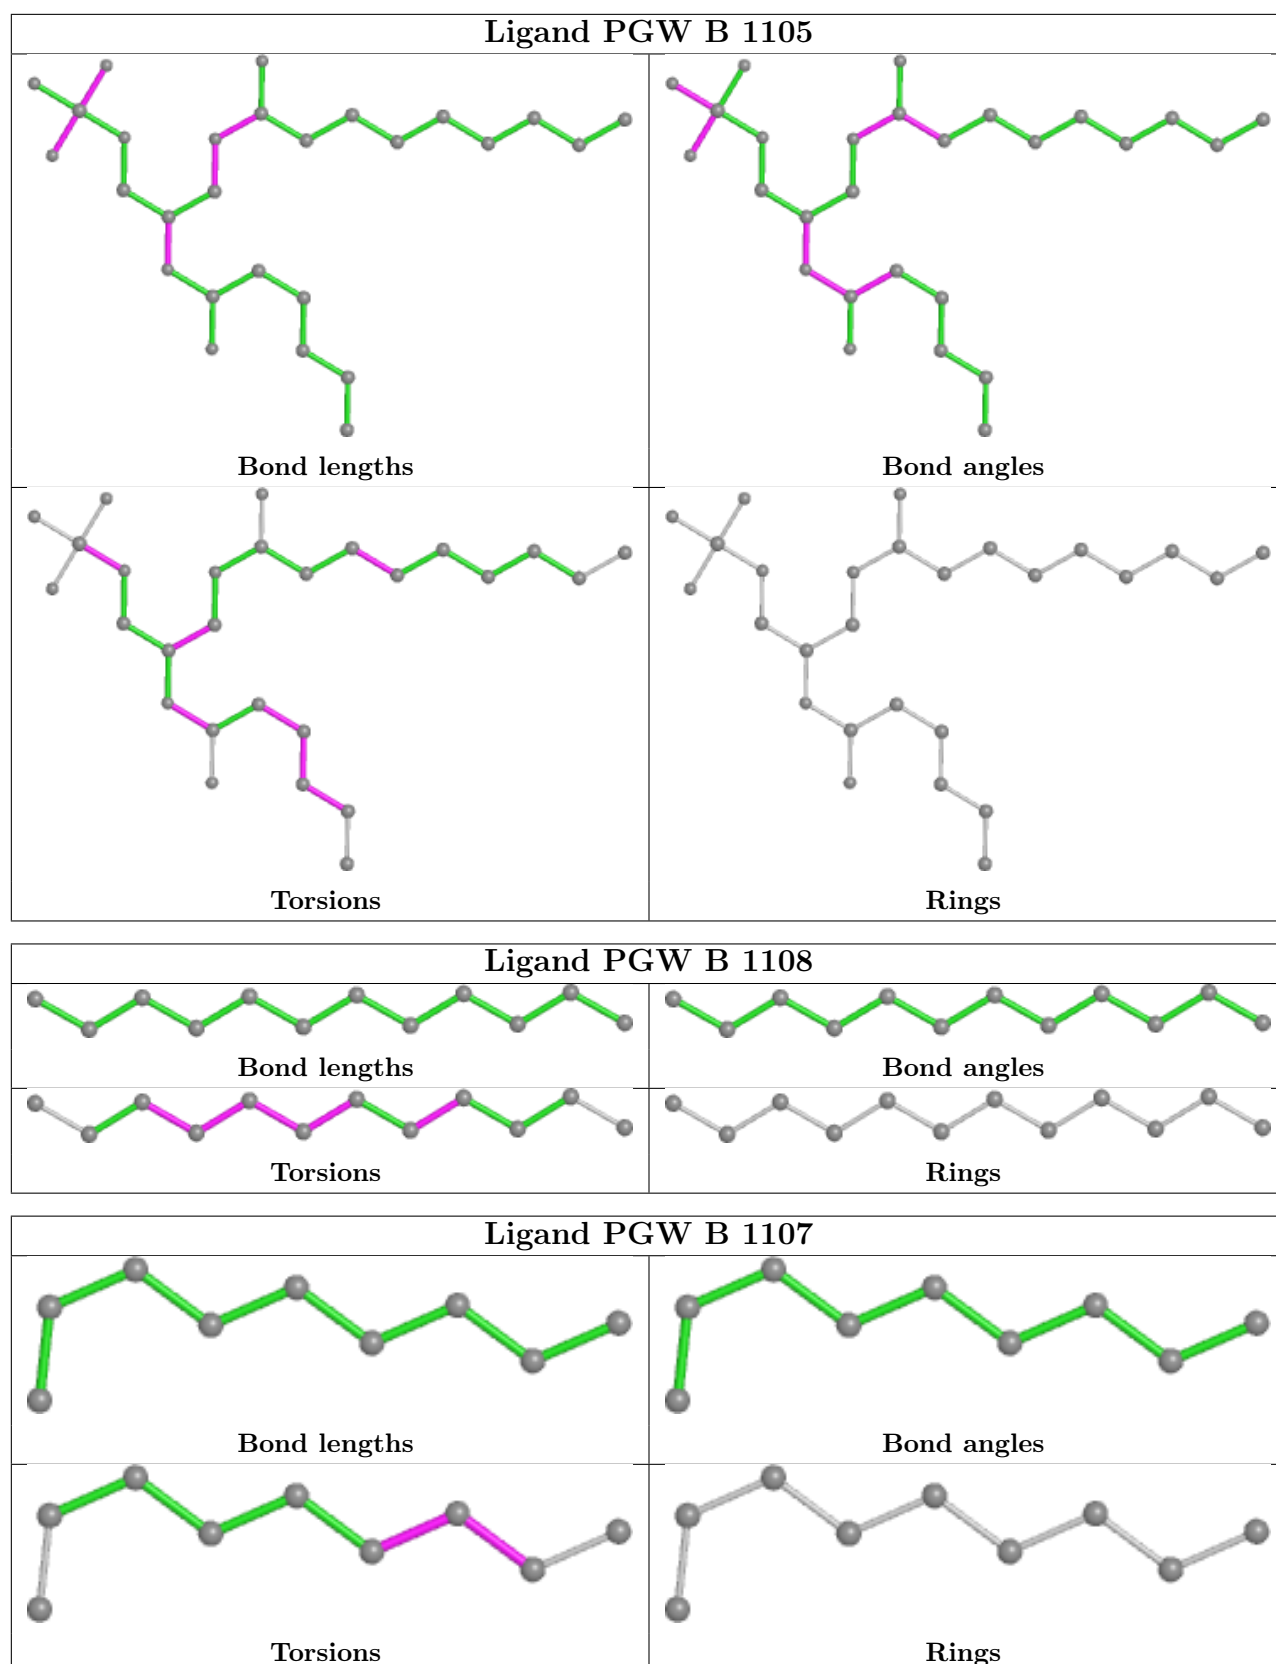 Ligand PGW B 1105
Bond lengths
Bond angles
Torsions
Rings
Ligand PGW B 1108
Bond lengths
Bond angles
Torsions
Rings
Ligand PGW B 1107
Bond lengths
Bond angles
Torsions
Rings